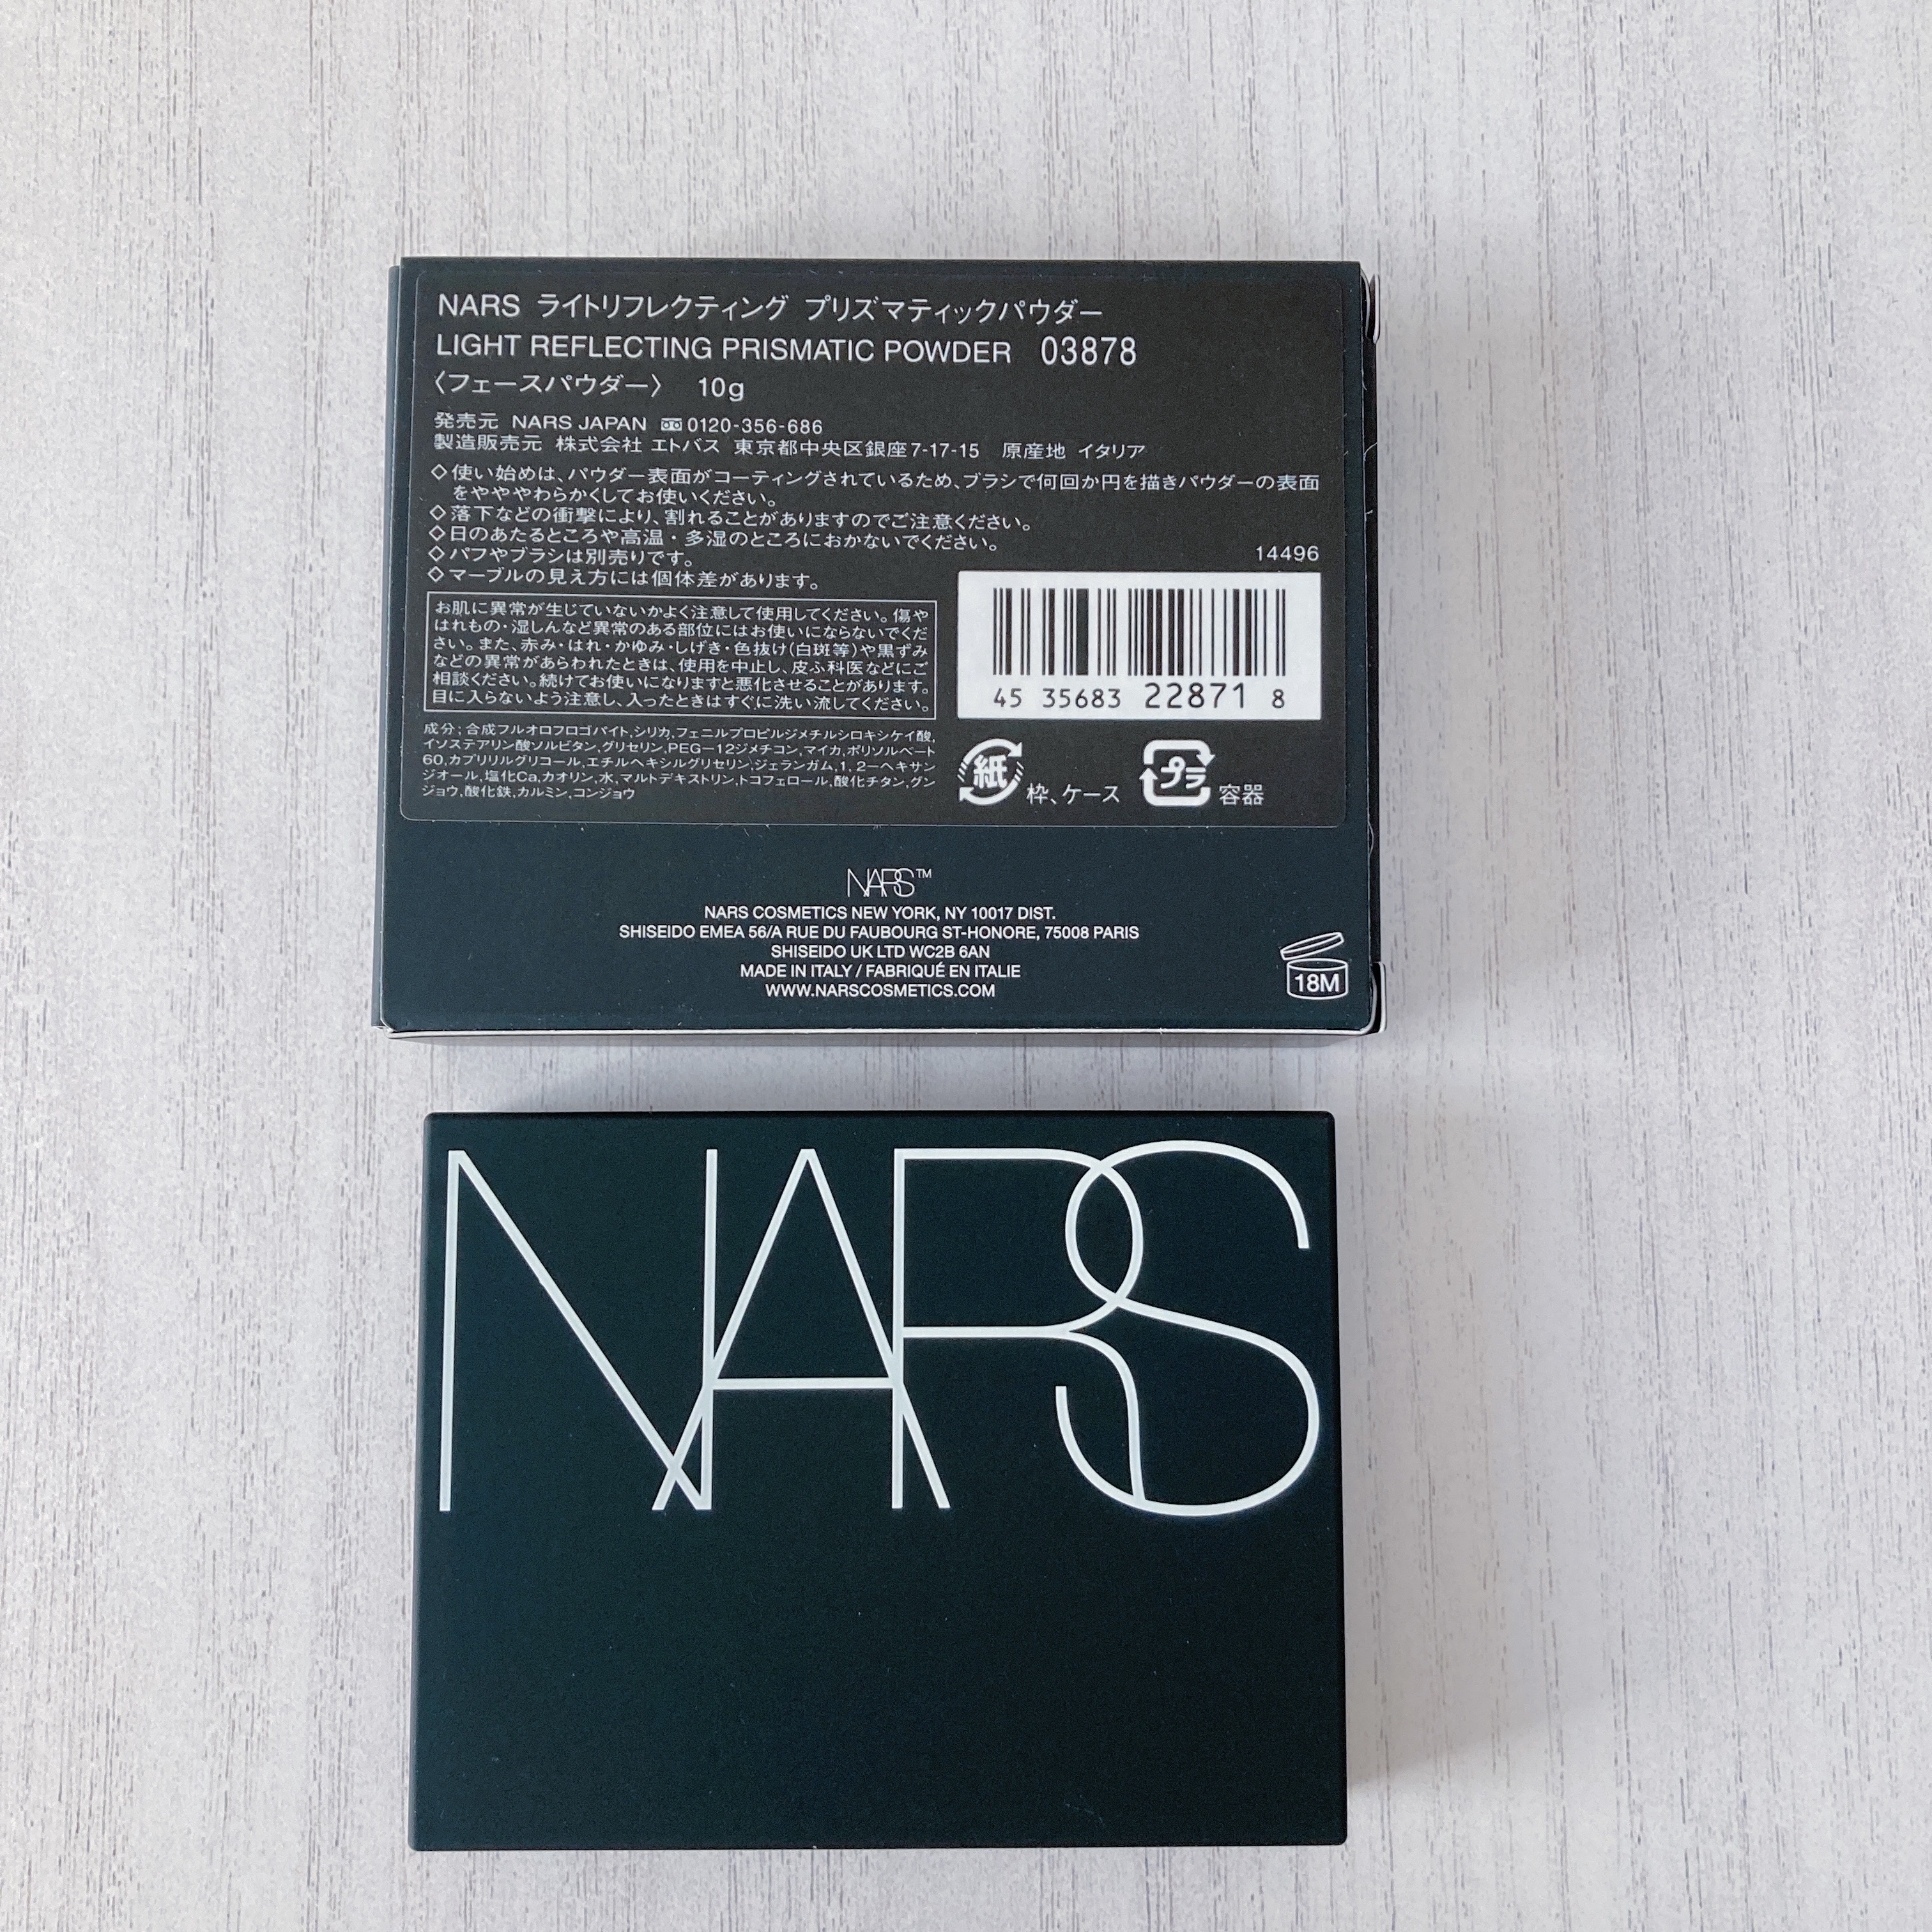 NARS ライトリフレクティング プリズマティックパウダー
LIGHT REFLECTING PRISMATIC POWDER 03878
〈フェースパウダー〉 10g
発売元 NARS JAPAN 0120-356-686
製造販売元 株式会社 エトバス 東京都中央区銀座7-17-15 原産地 イタリア
◇使い始めは、パウダー表面がコーティングされているため、ブラシで何回か円を描きパウダーの表面
をやややわらかくしてお使いください。
◇落下などの衝撃により、割れることがありますのでご注意ください。
◇日のあたるところや高温・多湿のところにおかないでください。
◇パフやブラシは別売りです。
◇マーブルの見え方には個体差があります。
14496
お肌に異常が生じていないかよく注意して使用してください。傷や
はれもの・湿しんなど異常のある部位にはお使いにならないでくだ
さい。また、赤み・はれ・かゆみ・しげき・色抜け(白斑等)や黒ずみ
などの異常があらわれたときは、使用を中止し、皮ふ科医などにご
相談ください。続けてお使いになりますと悪化させることがあります。
目に入らないよう注意し、入ったときはすぐに洗い流してください。
45 35683 22871 8
成分:合成フルオロフロゴパイト,シリカ,フェニルプロピルジメチルシロキシケイ酸,
イソステアリン酸ソルビタン,グリセリン,PEG-12ジメチコン,マイカ,ポリソルベート
60,カプリリルグリコール,エチルヘキシルグリセリン,ジェランガム,1,2-ヘキサン
ジオール,塩化Ca,カオリン,水,マルトデキストリン,トコフェロール,酸化チタン,グン
ジョウ,酸化鉄,カルミン,コンジョウ
紙 枠、ケース プラ 容器
NARS™
NARS COSMETICS NEW YORK, NY 10017 DIST.
SHISEIDO EMEA 56/A RUE DU FAUBOURG ST-HONORE, 75008 PARIS
SHISEIDO UK LTD WC2B 6AN
MADE IN ITALY / FABRIQUÉ EN ITALIE
WWW.NARSCOSMETICS.COM
18M
NARS